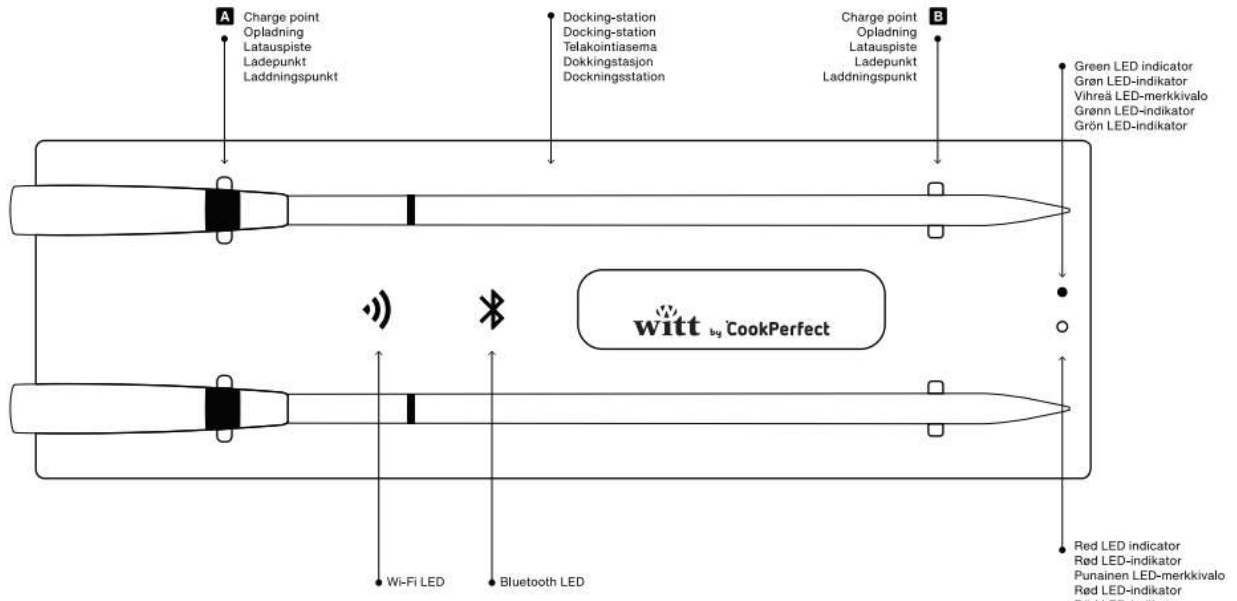 A Charge point
Opladning
Latauspiste
Ladepunkt
Laddningspunkt
Docking-station
Docking-station
Telakointiasema
Dokkingstasjon
Dockningsstation
Charge point B
Opladning
Latauspiste
Ladepunkt
Laddningspunkt
Green LED indicator
Grøn LED-indikator
Vihreä LED-merkkivalo
Grønn LED-indikator
Grön LED-indikator
witt by CookPerfect
Wi-Fi LED
Bluetooth LED
Red LED indicator
Rød LED-indikator
Punainen LED-merkkivalo
Rød LED-indikator